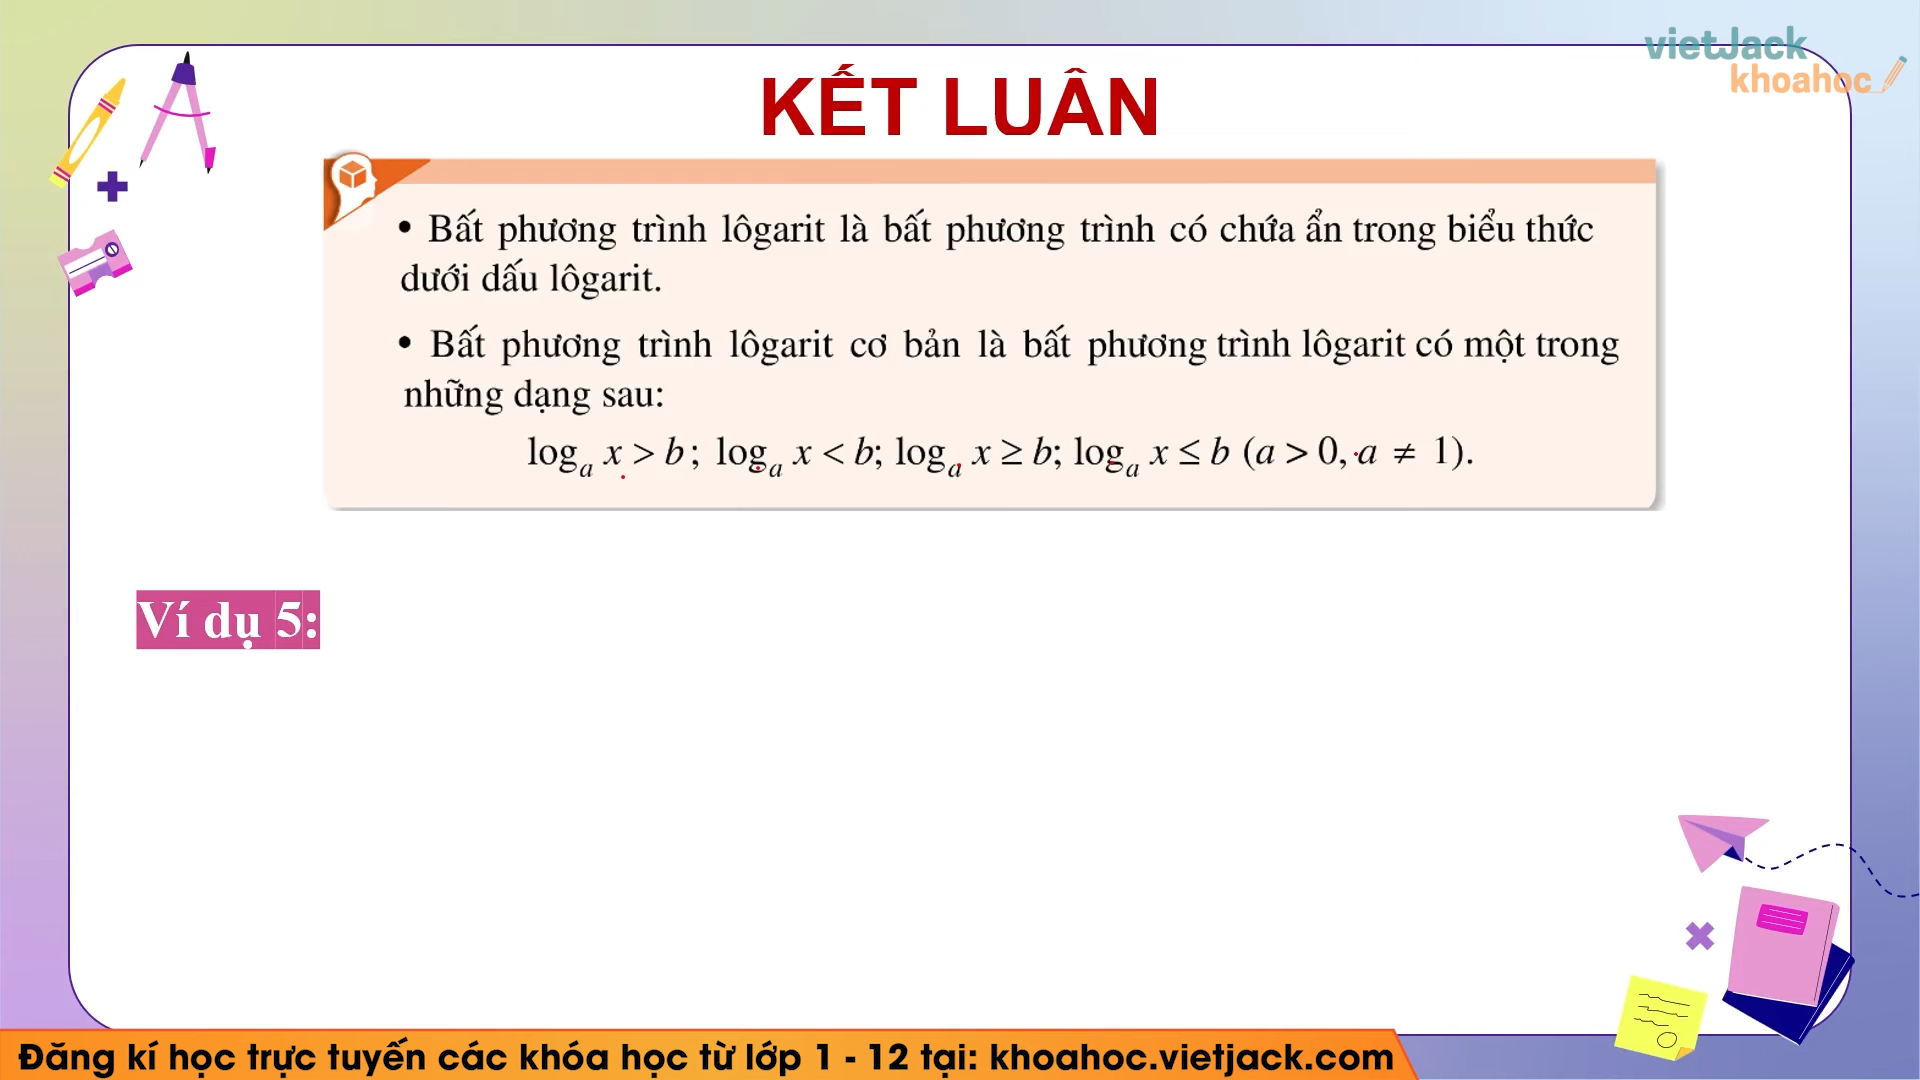 vietJack
khoahoc
KẾT LUÂN
• Bất phương trình lôgarit là bất phương trình có chứa ẩn trong biểu thức
dưới dấu lôgarit.
• Bất phương trình lôgarit cơ bản là bất phương trình lôgarit có một trong
những dạng sau:
logₐ x > b; logₐ x < b; logₐ x ≥ b; logₐ x ≤ b (a > 0, a ≠ 1).
Ví dụ 5:
Đăng kí học trực tuyến các khóa học từ lớp 1 - 12 tại: khoahoc.vietjack.com